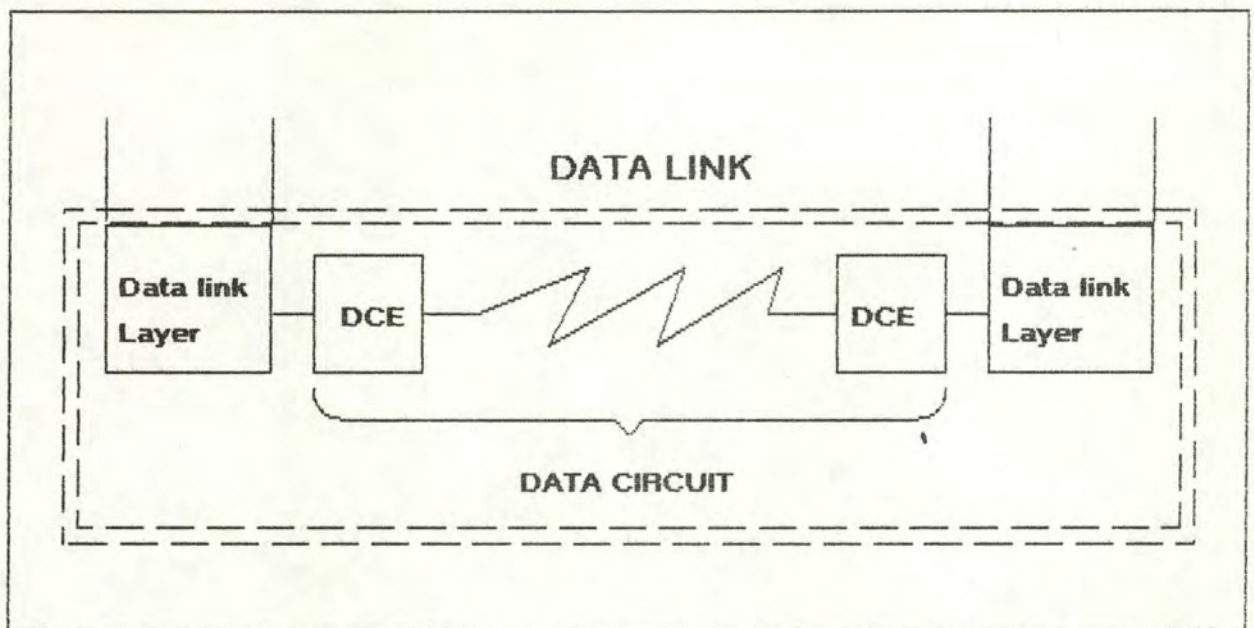 DATA LINK
Data link
Layer
DCE
DCE
Data link
Layer
DATA CIRCUIT